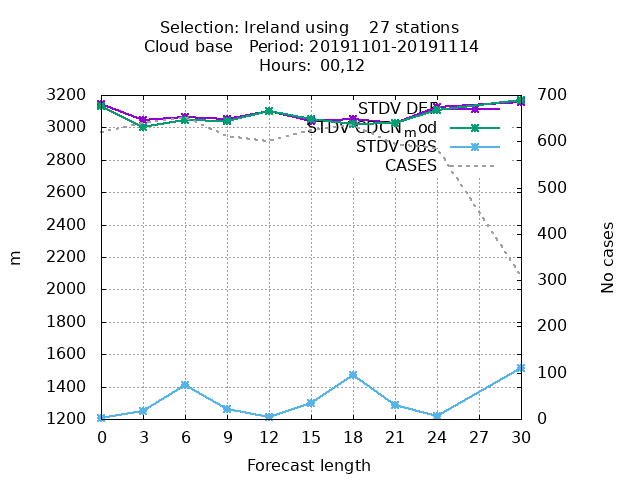 Selection: Ireland using 27 stations
Cloud base Period: 20191101-20191114
Hours: 00,12
3200
3000
2800
2600
2400
2200
2000
1800
1600
1400
1200
m
700
600
500
400
300
200
100
0
No cases
STDV
STDV
STDV OBS
CASES
0 3 6 9 12 15 18 21 24 27 30
Forecast length